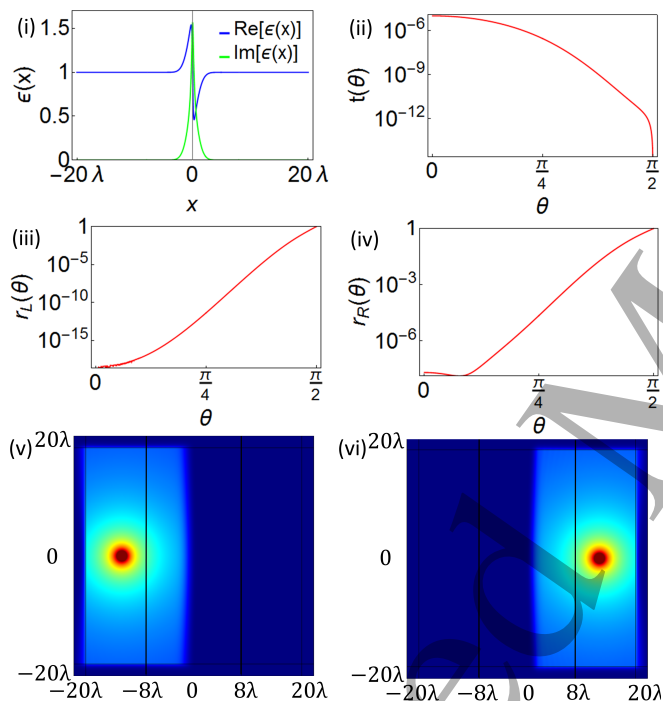 (i)
ϵ(x)
1.5
1
0.5
0
Re[ϵ(x)]
Im[ϵ(x)]
−20 λ
0
20 λ
x
(ii)
t(θ)
10⁻⁶
10⁻⁹
10⁻¹²
0
π/4
π/2
θ
(iii)
r_L(θ)
1
10⁻⁵
10⁻¹⁰
10⁻¹⁵
0
π/4
π/2
θ
(iv)
r_R(θ)
1
10⁻³
10⁻⁶
0
π/4
π/2
θ
(v)
20λ
0
−20λ
−20λ −8λ 0 8λ 20λ
(vi)
20λ
0
−20λ
−20λ −8λ 0 8λ 20λ